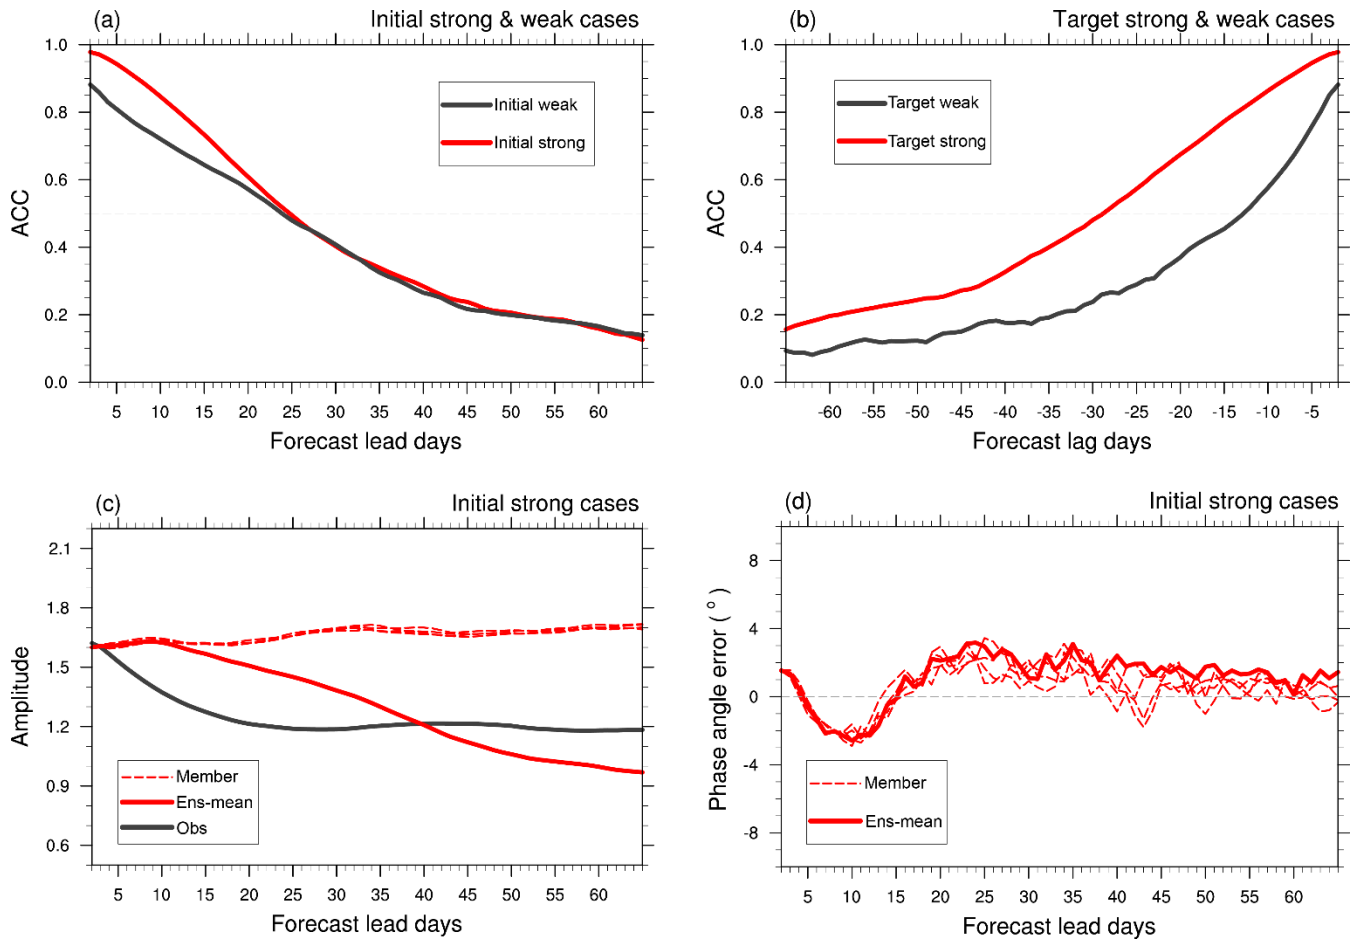 (a) Initial strong & weak cases
1.0
0.8
0.6
0.4
0.2
0.0
ACC
Initial weak
Initial strong
5 10 15 20 25 30 35 40 45 50 55 60
Forecast lead days
(b) Target strong & weak cases
1.0
0.8
0.6
0.4
0.2
0.0
ACC
Target weak
Target strong
-60 -55 -50 -45 -40 -35 -30 -25 -20 -15 -10 -5
Forecast lag days
(c) Initial strong cases
2.1
1.8
1.5
1.2
0.9
0.6
Amplitude
Member
Ens-mean
Obs
5 10 15 20 25 30 35 40 45 50 55 60
Forecast lead days
(d) Initial strong cases
8
4
0
-4
-8
Phase angle error ( ° )
Member
Ens-mean
5 10 15 20 25 30 35 40 45 50 55 60
Forecast lead days